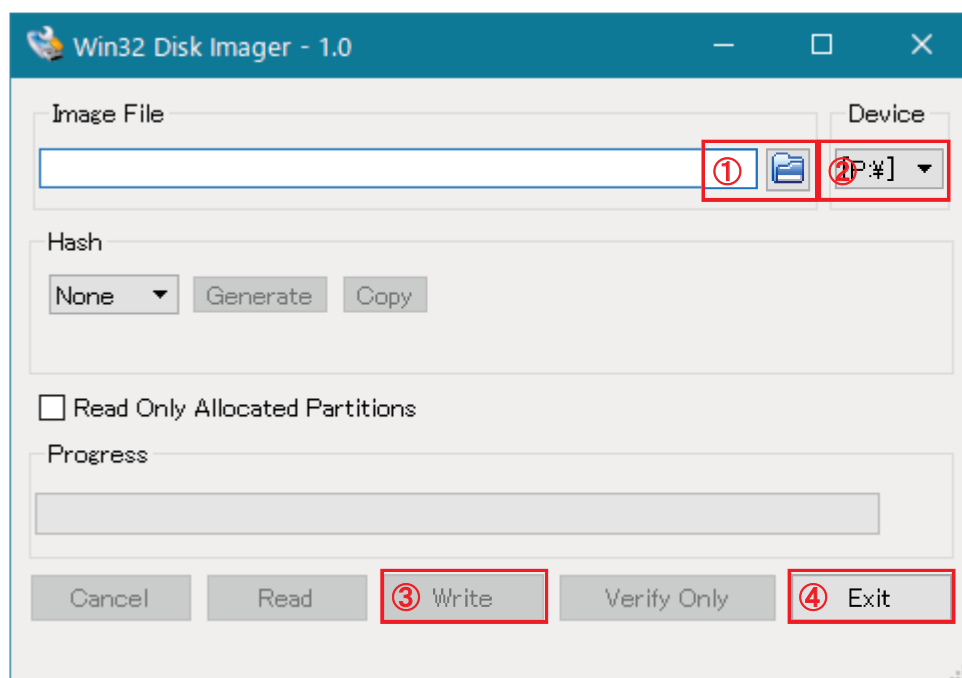 Win32 Disk Imager - 1.0
Image File
Device
①
② [P:¥]
Hash
None Generate Copy
Read Only Allocated Partitions
Progress
Cancel Read ③ Write Verify Only ④ Exit